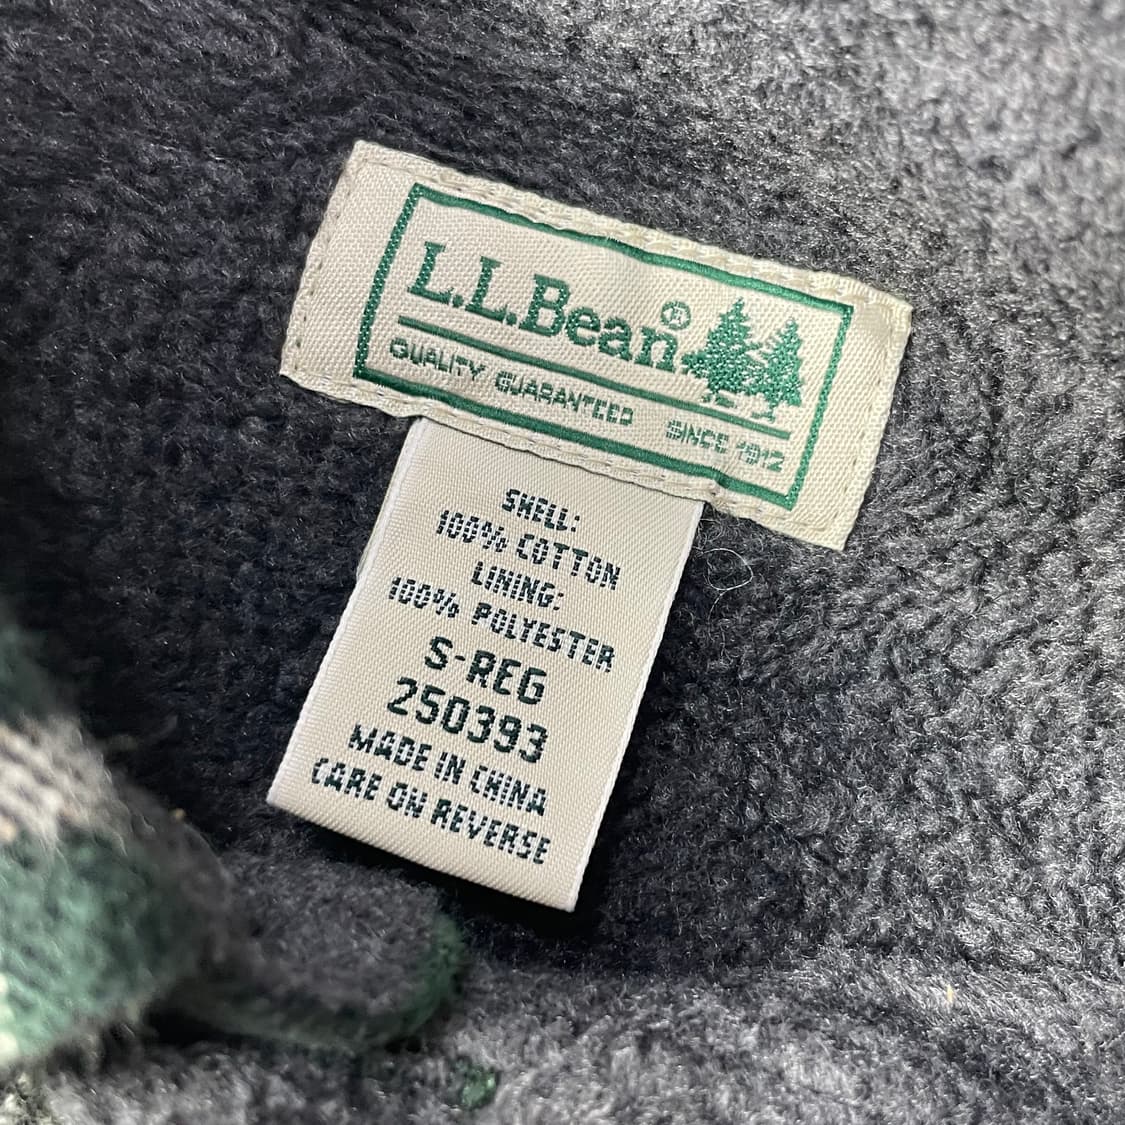 L.L.Bean®
QUALITY GUARANTEED SINCE 1912
SHELL:
100% COTTON
LINING:
100% POLYESTER
S-REG
250393
MADE IN CHINA
CARE ON REVERSE